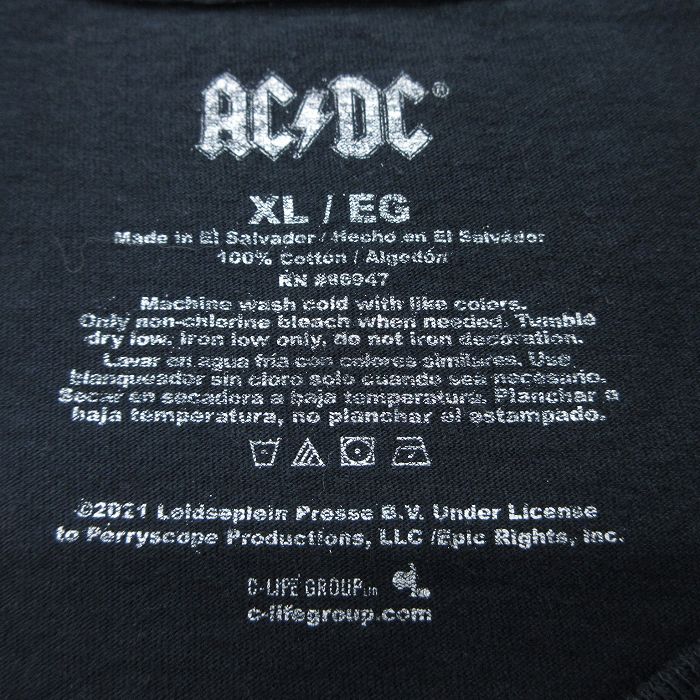 AC⚡DC®
XL / EG
Made in El Salvador / Hecho en El Salvador
100% Cotton / Algodón
RN #86947
Machine wash cold with like colors.
Only non-chlorine bleach when needed. Tumble
dry low. Iron low only, do not iron decoration.
Lavar en agua fria con colores similares. Use
blanqueador sin cloro solo cuando sea necesario.
Secar en secadora a baja temperatura. Planchar a
baja temperatura, no planchar el estampado.
©2021 Leidseplein Presse B.V. Under License
to Perryscope Productions, LLC /Epic Rights, Inc.
C-LIFE GROUP LTD
c-lifegroup.com